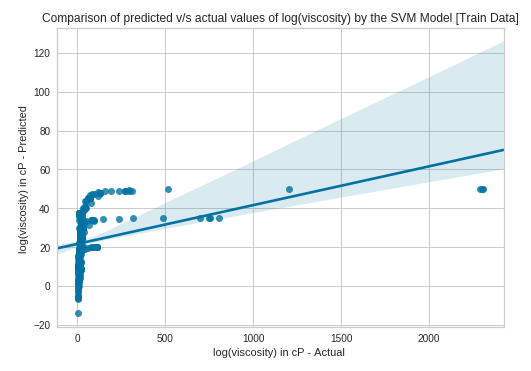 Comparison of predicted v/s actual values of log(viscosity) by the SVM Model [Train Data]
120
100
80
60
40
20
0
−20
log(viscosity) in cP - Predicted
0 500 1000 1500 2000
log(viscosity) in cP - Actual